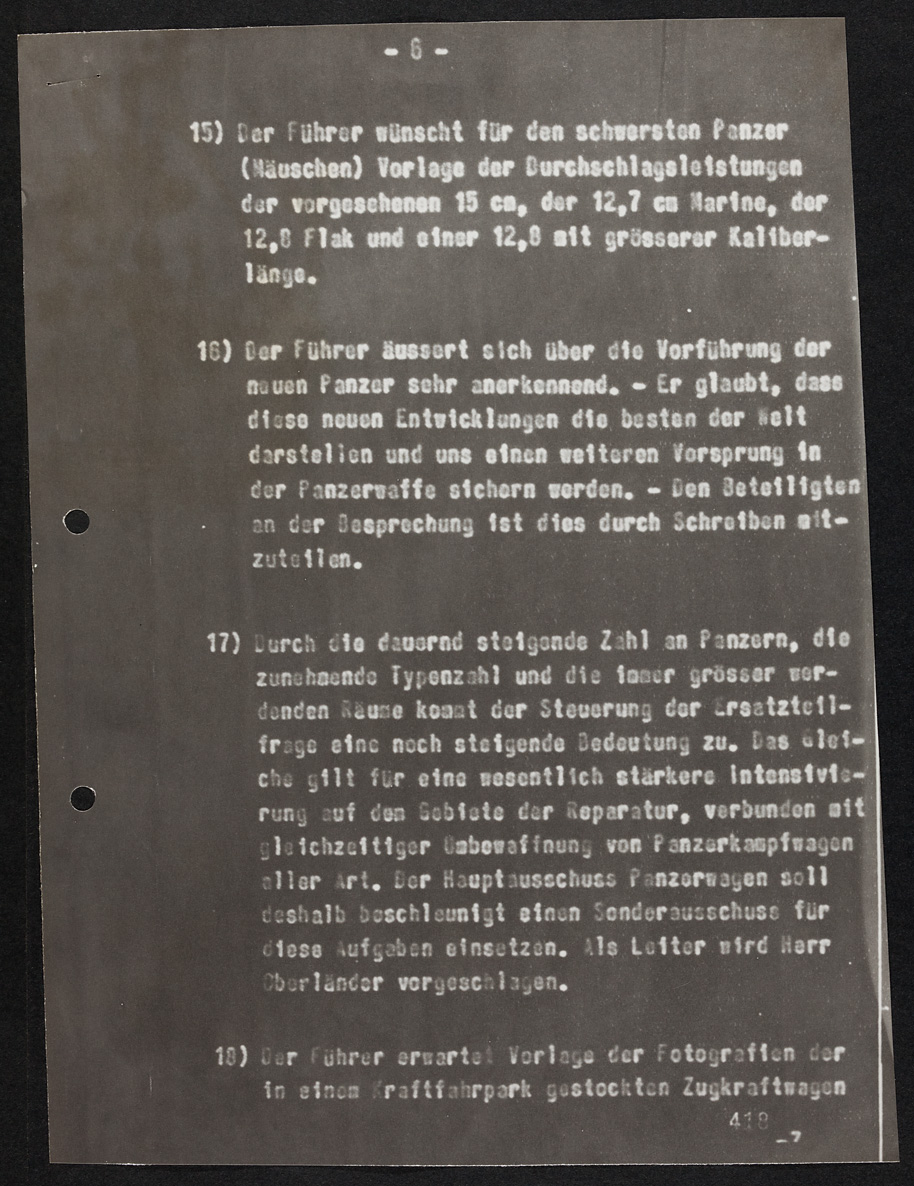 - 6 -
15) Der Führer wünscht für den schwersten Panzer
(Mäuschen) Vorlage der Durchschlagsleistungen
der vorgesehenen 15 cm, der 12,7 cm Marine, der
12,8 Flak und einer 12,8 mit grösserer Kaliber-
länge.
16) Der Führer äussert sich über die Vorführung der
neuen Panzer sehr anerkennend. - Er glaubt, dass
diese neuen Entwicklungen die besten der Welt
darstellen und uns einen weiteren Vorsprung in
der Panzerwaffe sichern werden. - Den Beteiligten
an der Besprechung ist dies durch Schreiben mit-
zuteilen.
17) Durch die dauernd steigende Zahl an Panzern, die
zunehmende Typenzahl und die immer grösser wer-
denden Räume kommt der Steuerung der Ersatzteil-
frage eine noch steigende Bedeutung zu. Das Glei-
che gilt für eine wesentlich stärkere Intensivie-
rung auf dem Gebiete der Reparatur, verbunden mit
gleichzeitiger Umbewaffnung von Panzerkampfwagen
aller Art. Der Hauptausschuss Panzerwagen soll
deshalb beschleunigt einen Sonderausschuss für
diese Aufgaben einsetzen. Als Leiter wird Herr
Oberländer vorgeschlagen.
18) Der Führer erwartet Vorlage der Fotografien der
in einem Kraftfahrpark gestockten Zugkraftwagen
418
-7